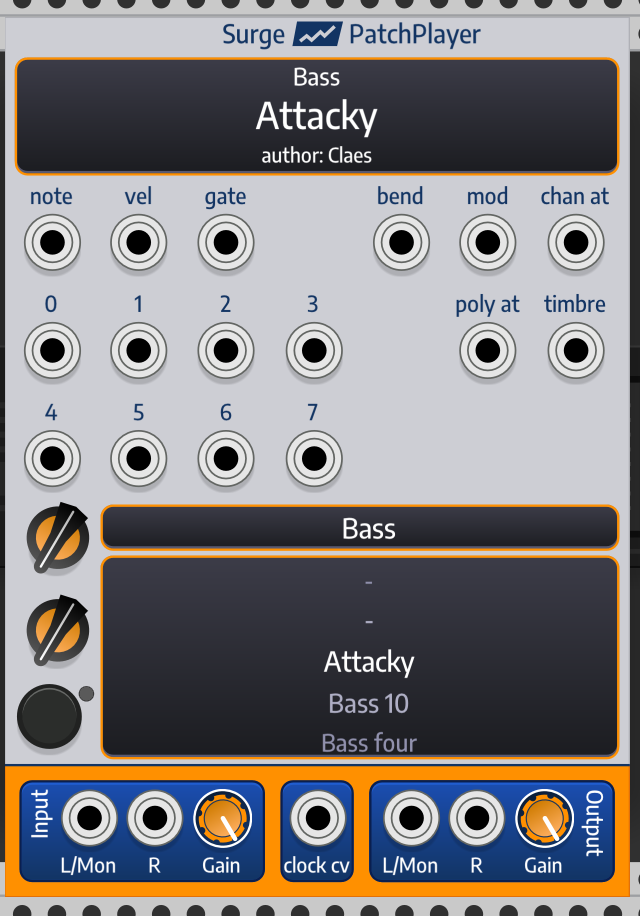 Surge PatchPlayer
Bass
Attacky
author: Claes
note vel gate bend mod chan at
0 1 2 3 poly at timbre
4 5 6 7
Bass
-
-
Attacky
Bass 10
Bass four
Input
L/Mon R Gain
clock cv
L/Mon R Gain
Output